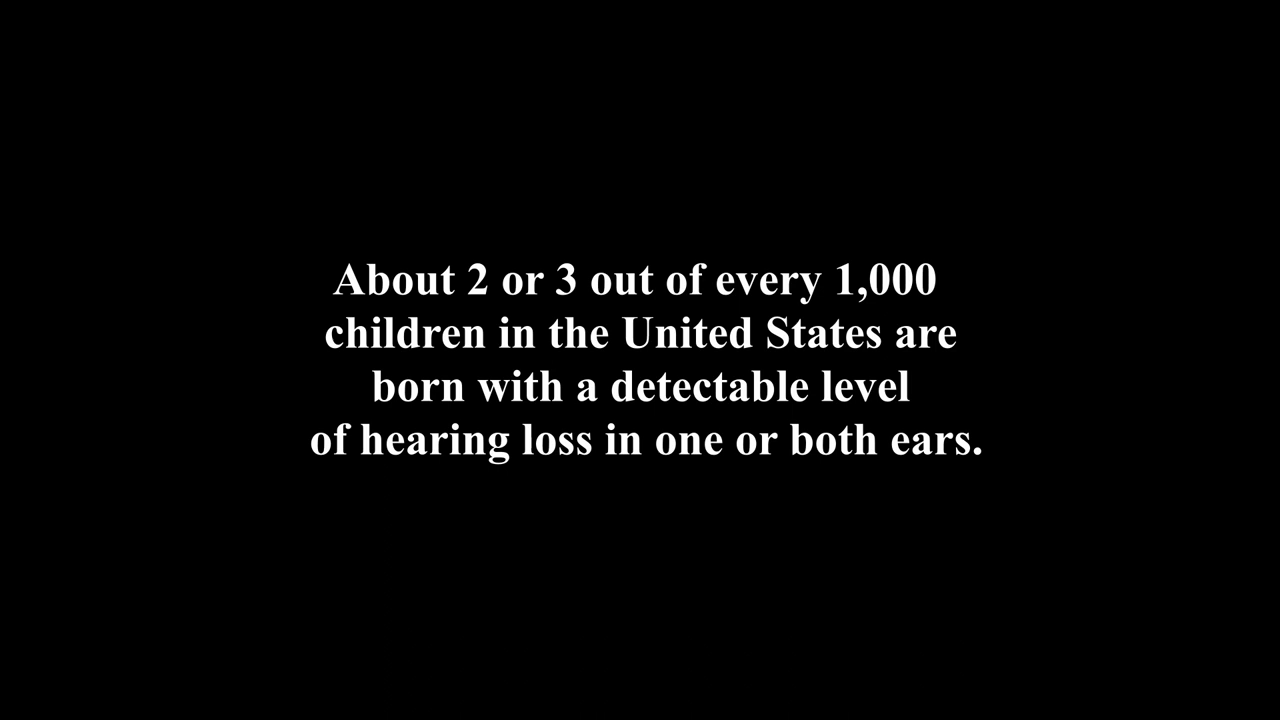 About 2 or 3 out of every 1,000
children in the United States are
born with a detectable level
of hearing loss in one or both ears.